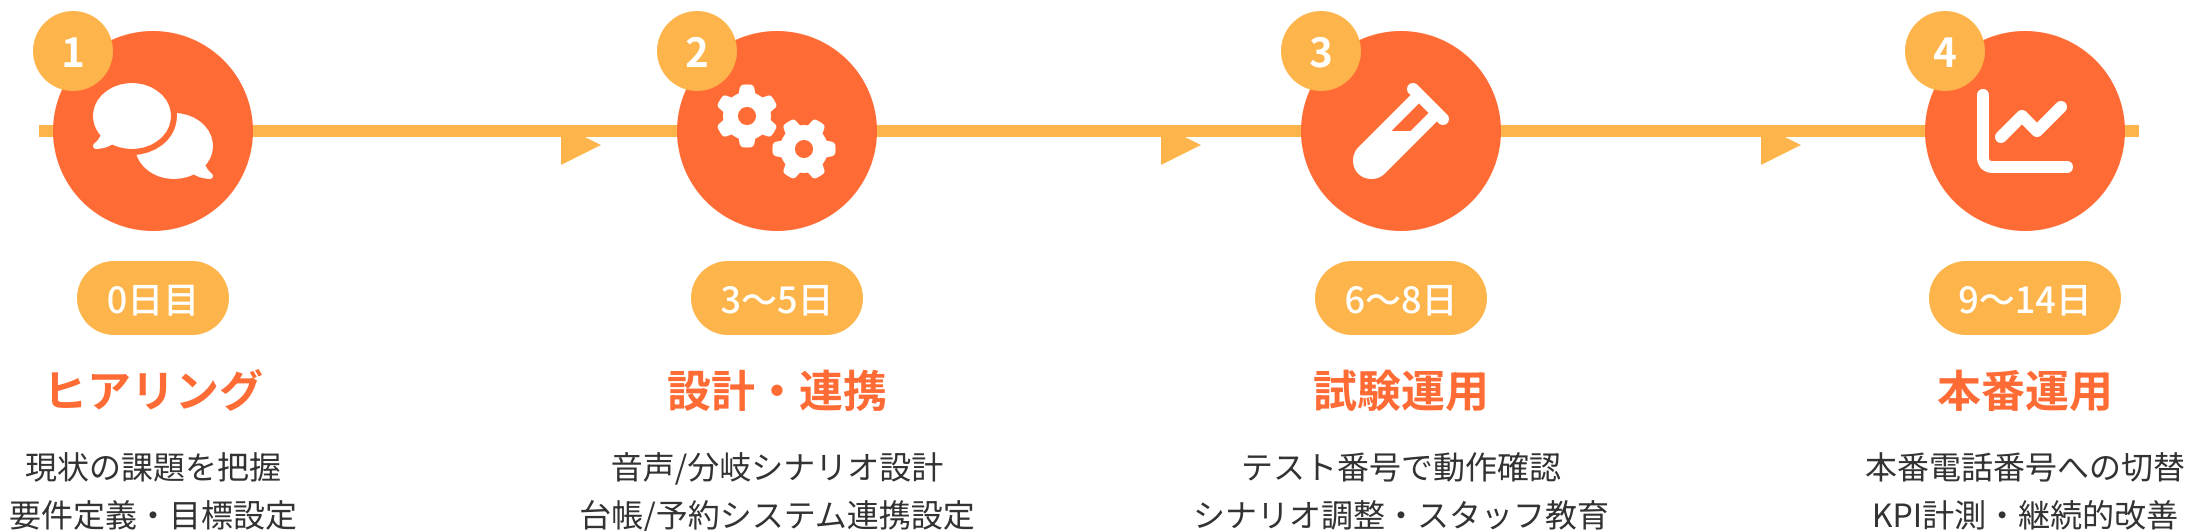 1
0日目
ヒアリング
現状の課題を把握
要件定義・目標設定
2
3〜5日
設計・連携
音声/分岐シナリオ設計
台帳/予約システム連携設定
3
6〜8日
試験運用
テスト番号で動作確認
シナリオ調整・スタッフ教育
4
9〜14日
本番運用
本番電話番号への切替
KPI計測・継続的改善